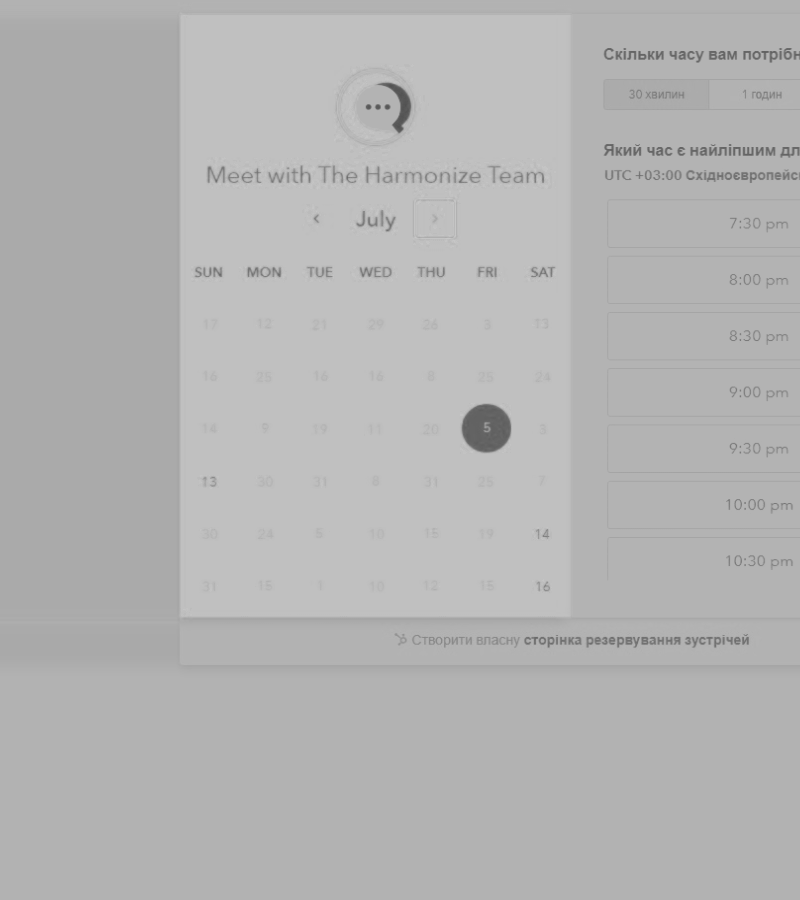 Meet with The Harmonize Team
July
SUN MON TUE WED THU FRI SAT
17 12 21 29 26 3 13
16 25 16 16 8 25 24
14 9 19 11 20 5 3
13 30 31 8 31 25 7
30 24 5 10 15 19 14
31 15 1 10 12 15 16
Скільки часу вам потрібн
30 хвилин 1 годин
Який час є найліпшим дл
UTC +03:00 Східноєвропейс
7:30 pm
8:00 pm
8:30 pm
9:00 pm
9:30 pm
10:00 pm
10:30 pm
Створити власну сторінка резервування зустрічей